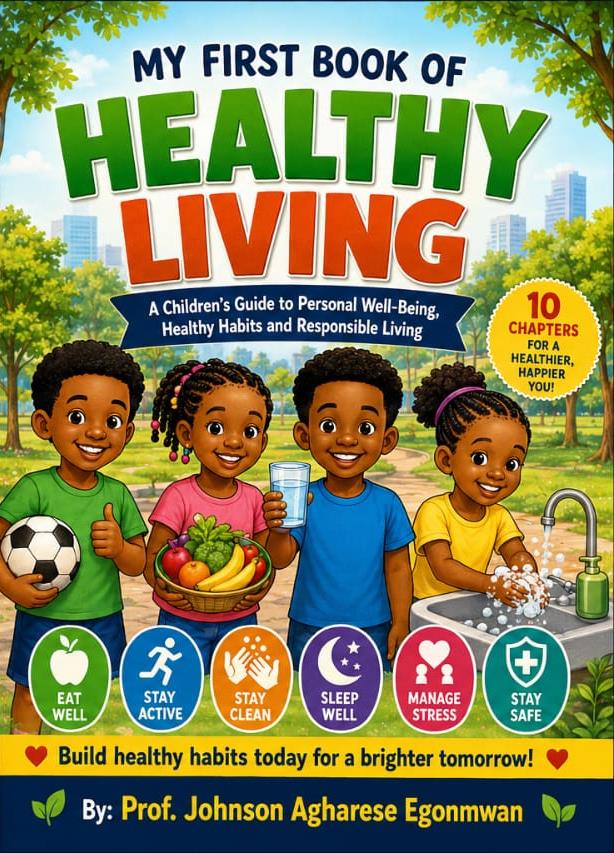 MY FIRST BOOK OF
HEALTHY
LIVING
A Children's Guide to Personal Well-Being,
Healthy Habits and Responsible Living
10
CHAPTERS
FOR A
HEALTHIER,
HAPPIER
YOU!
EAT
WELL
STAY
ACTIVE
STAY
CLEAN
SLEEP
WELL
MANAGE
STRESS
STAY
SAFE
Build healthy habits today for a brighter tomorrow!
By: Prof. Johnson Agharese Egonmwan